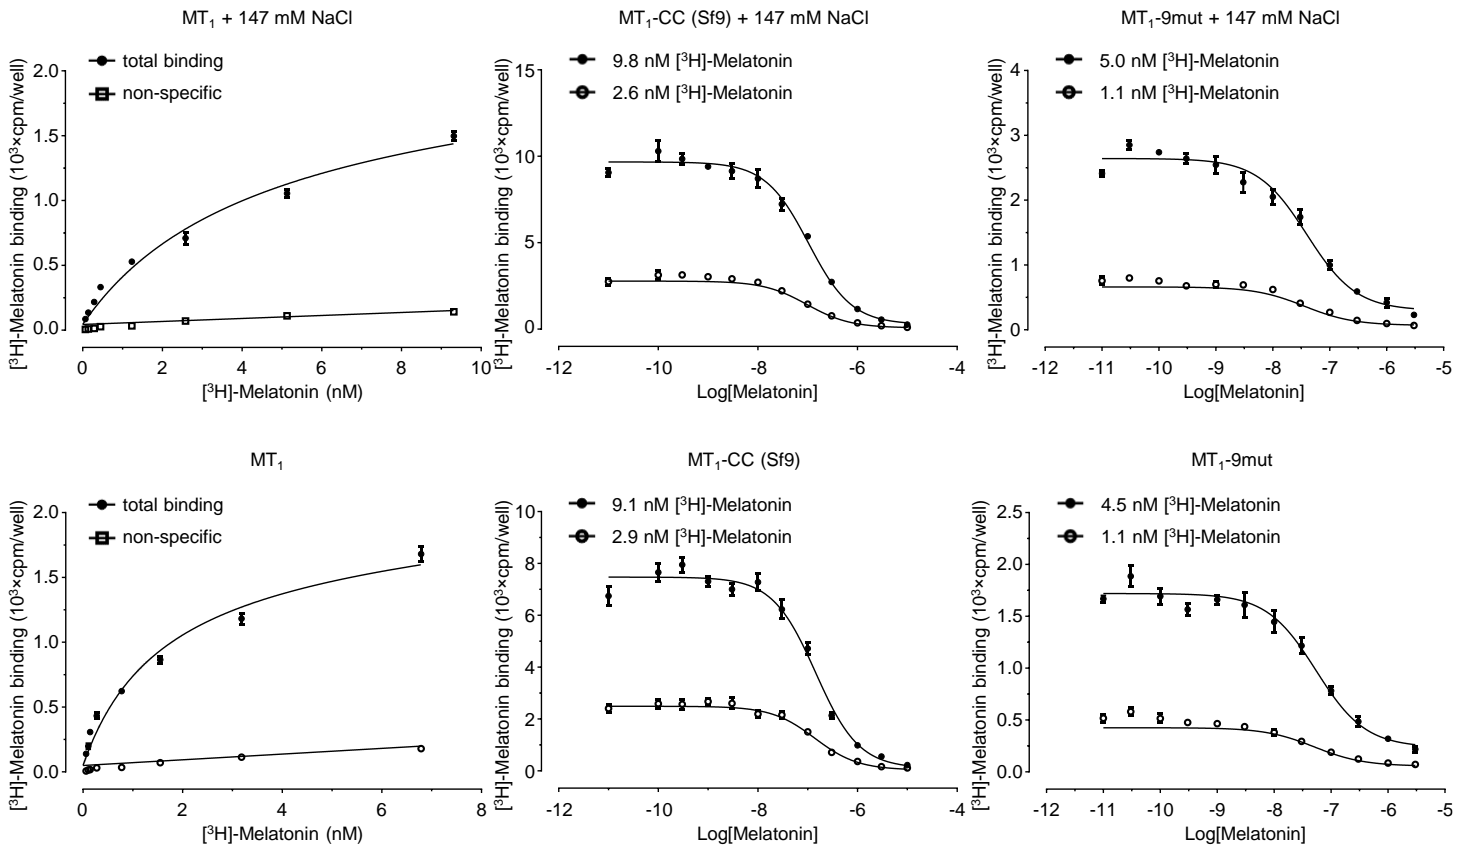 MT₁ + 147 mM NaCl
total binding
non-specific
[³H]-Melatonin binding (10³×cpm/well)
2.0
1.5
1.0
0.5
0.0
0 2 4 6 8 10
[³H]-Melatonin (nM)
MT₁-CC (Sf9) + 147 mM NaCl
9.8 nM [³H]-Melatonin
2.6 nM [³H]-Melatonin
[³H]-Melatonin binding (10³×cpm/well)
15
10
5
0
-12 -10 -8 -6 -4
Log[Melatonin]
MT₁-9mut + 147 mM NaCl
5.0 nM [³H]-Melatonin
1.1 nM [³H]-Melatonin
[³H]-Melatonin binding (10³×cpm/well)
4
3
2
1
0
-12 -11 -10 -9 -8 -7 -6 -5
Log[Melatonin]
MT₁
total binding
non-specific
[³H]-Melatonin binding (10³×cpm/well)
2.0
1.5
1.0
0.5
0.0
0 2 4 6 8
[³H]-Melatonin (nM)
MT₁-CC (Sf9)
9.1 nM [³H]-Melatonin
2.9 nM [³H]-Melatonin
[³H]-Melatonin binding (10³×cpm/well)
10
8
6
4
2
0
-12 -10 -8 -6 -4
Log[Melatonin]
MT₁-9mut
4.5 nM [³H]-Melatonin
1.1 nM [³H]-Melatonin
[³H]-Melatonin binding (10³×cpm/well)
2.5
2.0
1.5
1.0
0.5
0.0
-12 -11 -10 -9 -8 -7 -6 -5
Log[Melatonin]